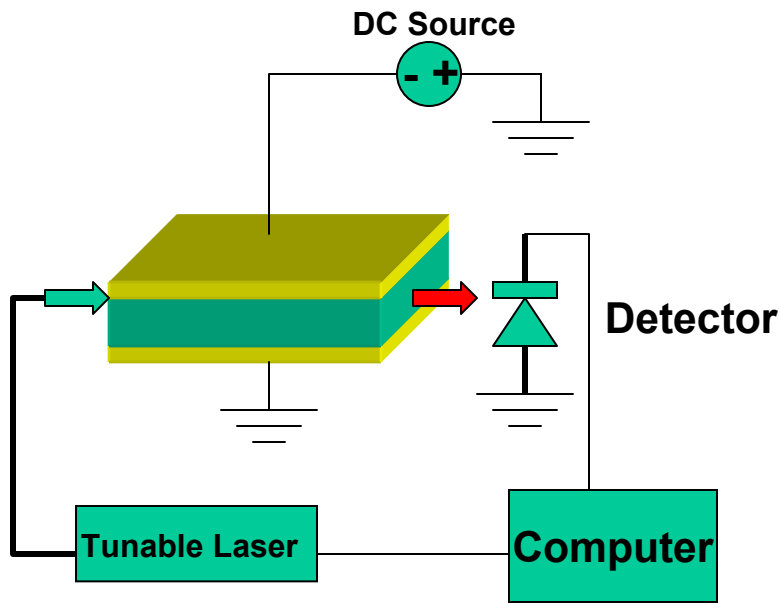 DC Source
- +
Detector
Tunable Laser
Computer